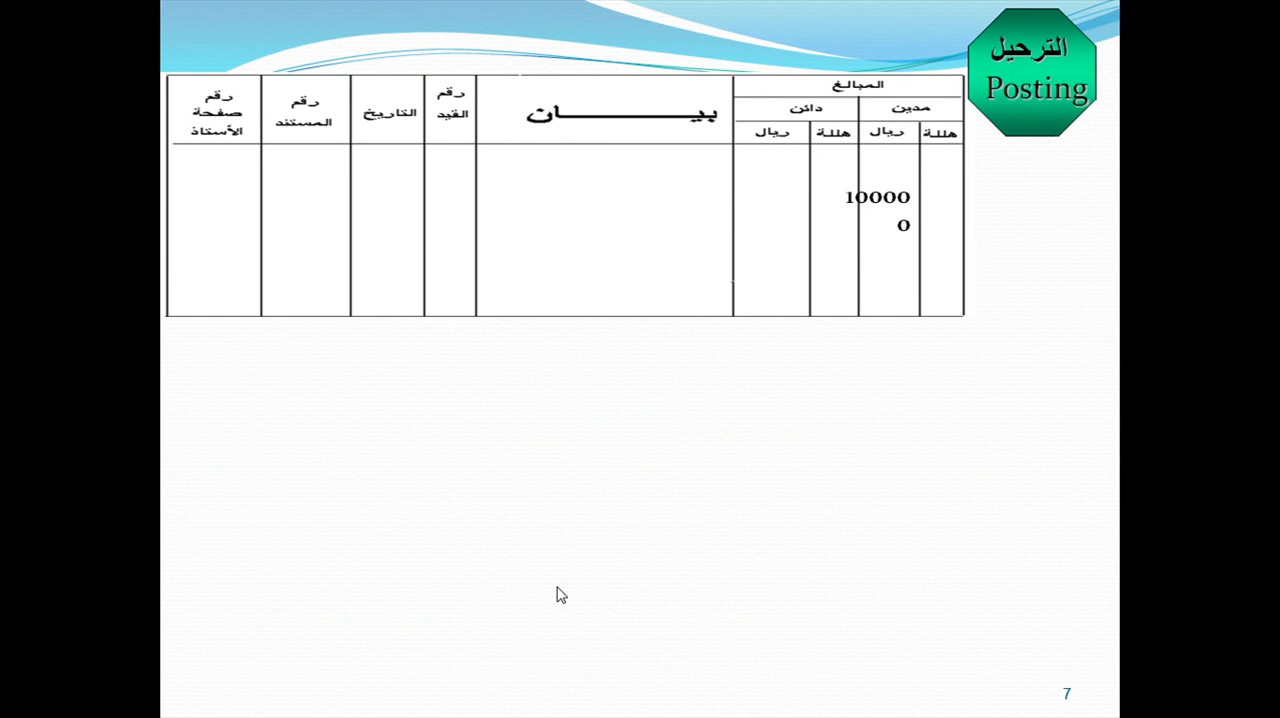 الترحيل
Posting
المبالغ
بيــــــــان
رقم القيد
التاريخ
رقم المستند
رقم صفحة الأستاذ
مدين
دائن
هللة
ريال
هللة
ريال
10000
0
7